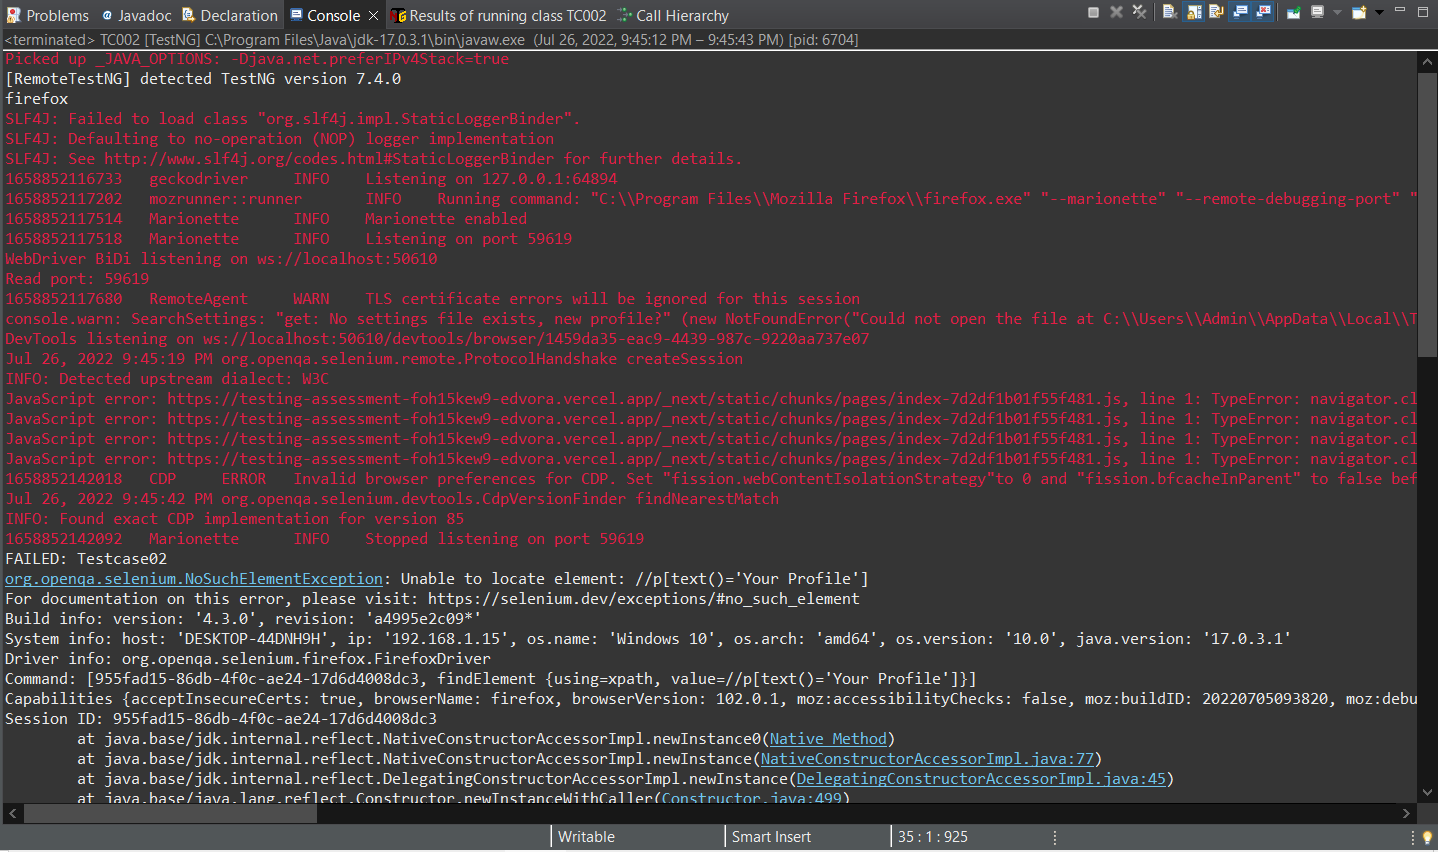 Problems Javadoc Declaration Console Results of running class TC002 Call Hierarchy
<terminated> TC002 [TestNG] C:\Program Files\Java\jdk-17.0.3.1\bin\javaw.exe (Jul 26, 2022, 9:45:12 PM – 9:45:43 PM) [pid: 6704]
Picked up _JAVA_OPTIONS: -Djava.net.preferIPv4Stack=true
[RemoteTestNG] detected TestNG version 7.4.0
firefox
SLF4J: Failed to load class "org.slf4j.impl.StaticLoggerBinder".
SLF4J: Defaulting to no-operation (NOP) logger implementation
SLF4J: See http://www.slf4j.org/codes.html#StaticLoggerBinder for further details.
1658852116733 geckodriver INFO Listening on 127.0.0.1:64894
1658852117202 mozrunner::runner INFO Running command: "C:\\Program Files\\Mozilla Firefox\\firefox.exe" "--marionette" "--remote-debugging-port" "
1658852117514 Marionette INFO Marionette enabled
1658852117518 Marionette INFO Listening on port 59619
WebDriver BiDi listening on ws://localhost:50610
Read port: 59619
1658852117680 RemoteAgent WARN TLS certificate errors will be ignored for this session
console.warn: SearchSettings: "get: No settings file exists, new profile?" (new NotFoundError("Could not open the file at C:\\Users\\Admin\\AppData\\Local\\T
DevTools listening on ws://localhost:50610/devtools/browser/1459da35-eac9-4439-987c-9220aa737e07
Jul 26, 2022 9:45:19 PM org.openqa.selenium.remote.ProtocolHandshake createSession
INFO: Detected upstream dialect: W3C
JavaScript error: https://testing-assessment-foh15kew9-edvora.vercel.app/_next/static/chunks/pages/index-7d2df1b01f55f481.js, line 1: TypeError: navigator.cl
JavaScript error: https://testing-assessment-foh15kew9-edvora.vercel.app/_next/static/chunks/pages/index-7d2df1b01f55f481.js, line 1: TypeError: navigator.cl
JavaScript error: https://testing-assessment-foh15kew9-edvora.vercel.app/_next/static/chunks/pages/index-7d2df1b01f55f481.js, line 1: TypeError: navigator.cl
JavaScript error: https://testing-assessment-foh15kew9-edvora.vercel.app/_next/static/chunks/pages/index-7d2df1b01f55f481.js, line 1: TypeError: navigator.cl
1658852142018 CDP ERROR Invalid browser preferences for CDP. Set "fission.webContentIsolationStrategy"to 0 and "fission.bfcacheInParent" to false bef
Jul 26, 2022 9:45:42 PM org.openqa.selenium.devtools.CdpVersionFinder findNearestMatch
INFO: Found exact CDP implementation for version 85
1658852142092 Marionette INFO Stopped listening on port 59619
FAILED: Testcase02
org.openqa.selenium.NoSuchElementException: Unable to locate element: //p[text()='Your Profile']
For documentation on this error, please visit: https://selenium.dev/exceptions/#no_such_element
Build info: version: '4.3.0', revision: 'a4995e2c09*'
System info: host: 'DESKTOP-44DNH9H', ip: '192.168.1.15', os.name: 'Windows 10', os.arch: 'amd64', os.version: '10.0', java.version: '17.0.3.1'
Driver info: org.openqa.selenium.firefox.FirefoxDriver
Command: [955fad15-86db-4f0c-ae24-17d6d4008dc3, findElement {using=xpath, value=//p[text()='Your Profile']}]
Capabilities {acceptInsecureCerts: true, browserName: firefox, browserVersion: 102.0.1, moz:accessibilityChecks: false, moz:buildID: 20220705093820, moz:debu
Session ID: 955fad15-86db-4f0c-ae24-17d6d4008dc3
at java.base/jdk.internal.reflect.NativeConstructorAccessorImpl.newInstance0(Native Method)
at java.base/jdk.internal.reflect.NativeConstructorAccessorImpl.newInstance(NativeConstructorAccessorImpl.java:77)
at java.base/jdk.internal.reflect.DelegatingConstructorAccessorImpl.newInstance(DelegatingConstructorAccessorImpl.java:45)
at java.base/java.lang.reflect.Constructor.newInstanceWithCaller(Constructor.java:499)
Writable Smart Insert 35 : 1 : 925